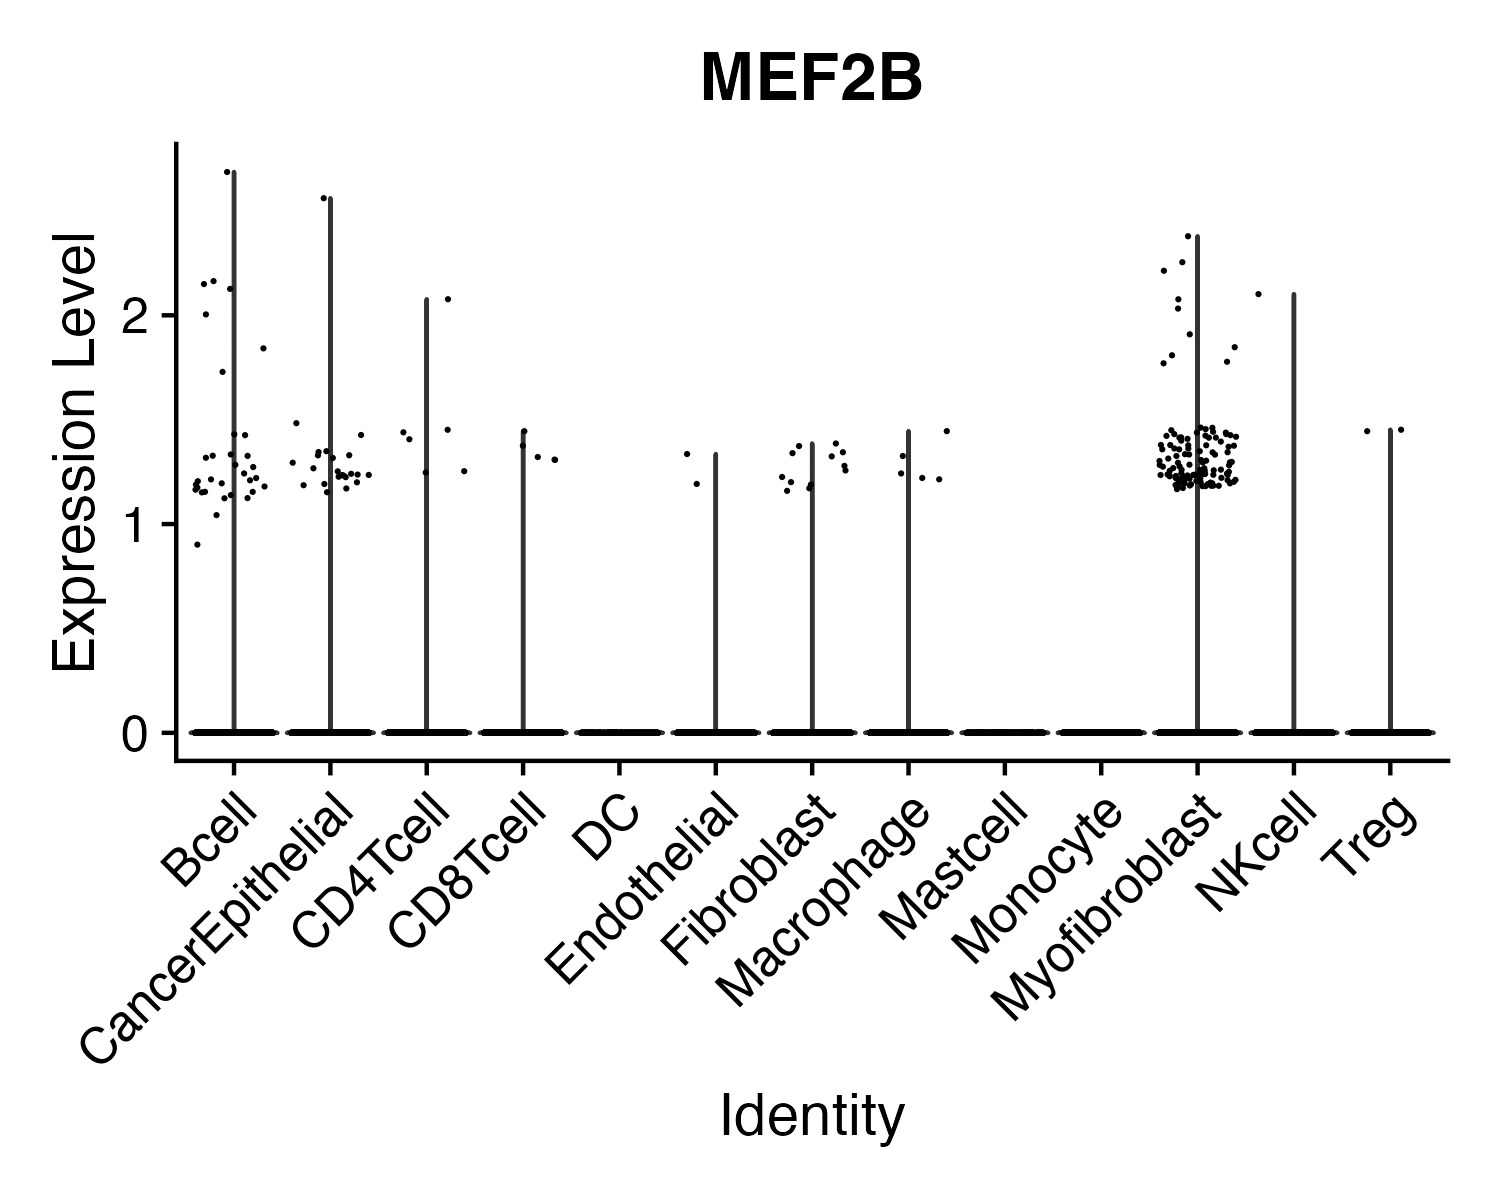 MEF2B
Expression Level
2
1
0
Bcell
CancerEpithelial
CD4Tcell
CD8Tcell
DC
Endothelial
Fibroblast
Macrophage
Mastcell
Monocyte
Myofibroblast
NKcell
Treg
Identity